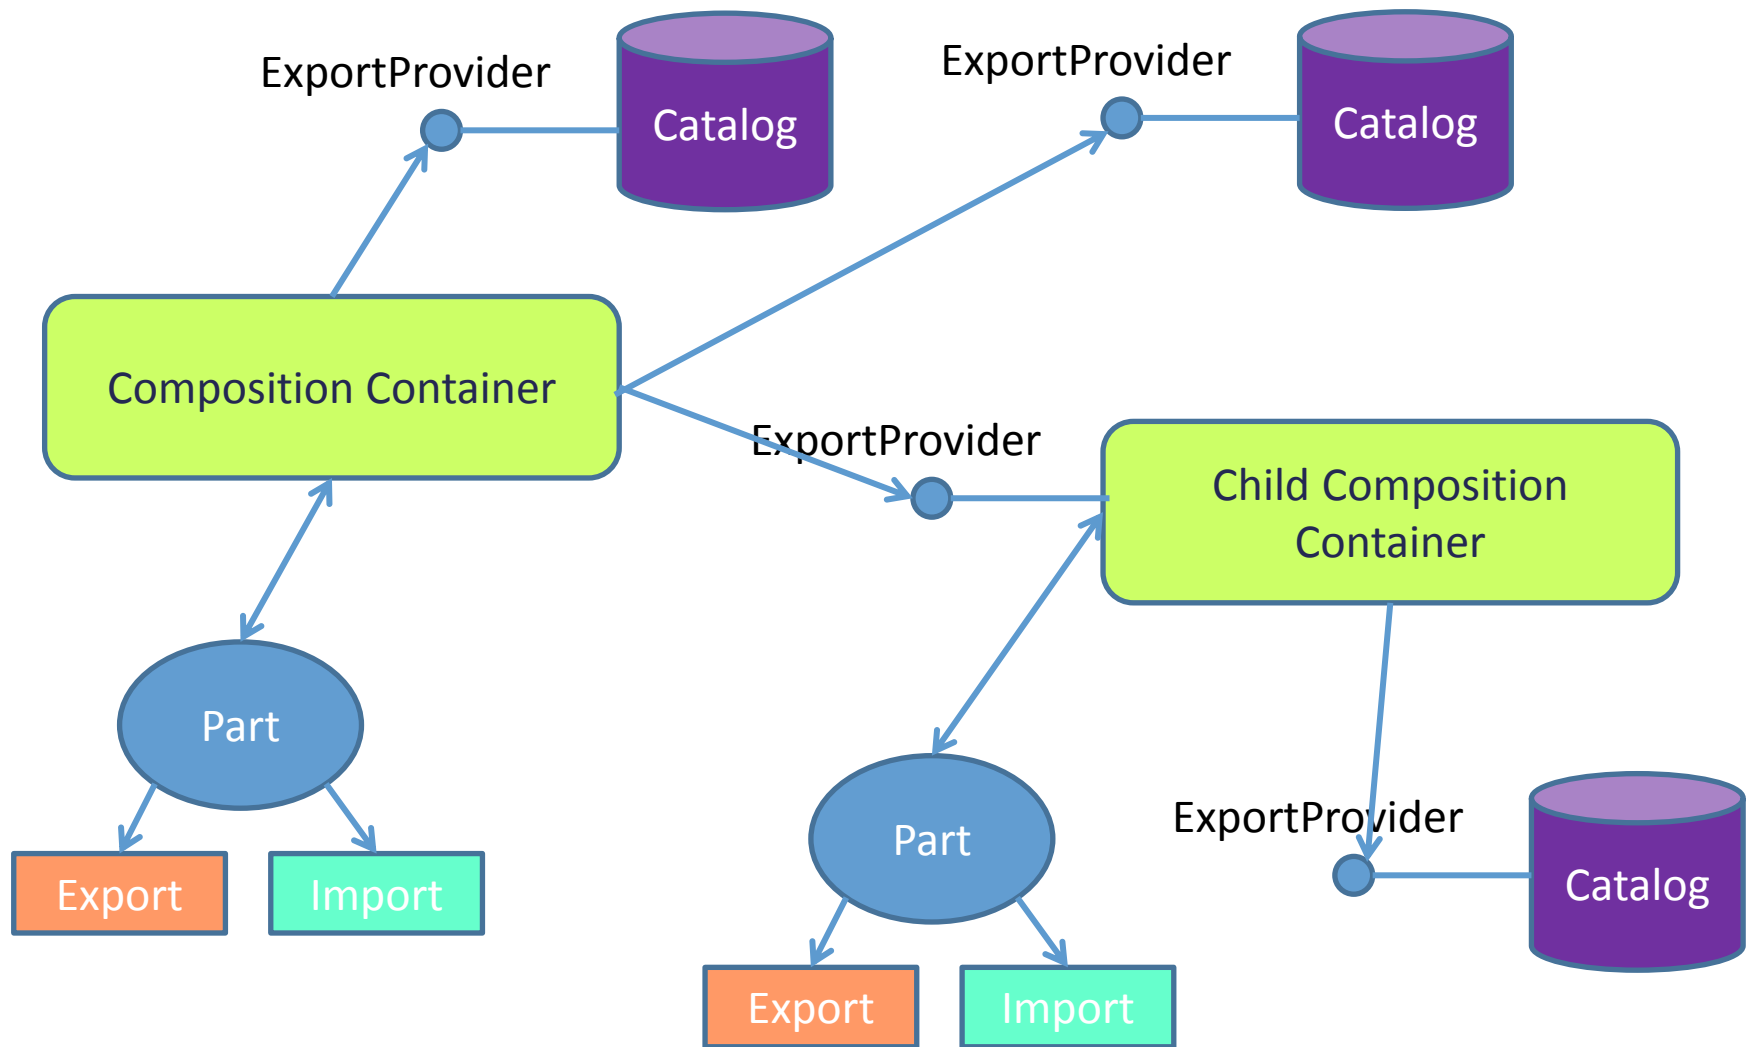 ExportProvider
Catalog
ExportProvider
Catalog
Composition Container
ExportProvider
Child Composition
Container
Part
Export
Import
Part
Export
Import
ExportProvider
Catalog